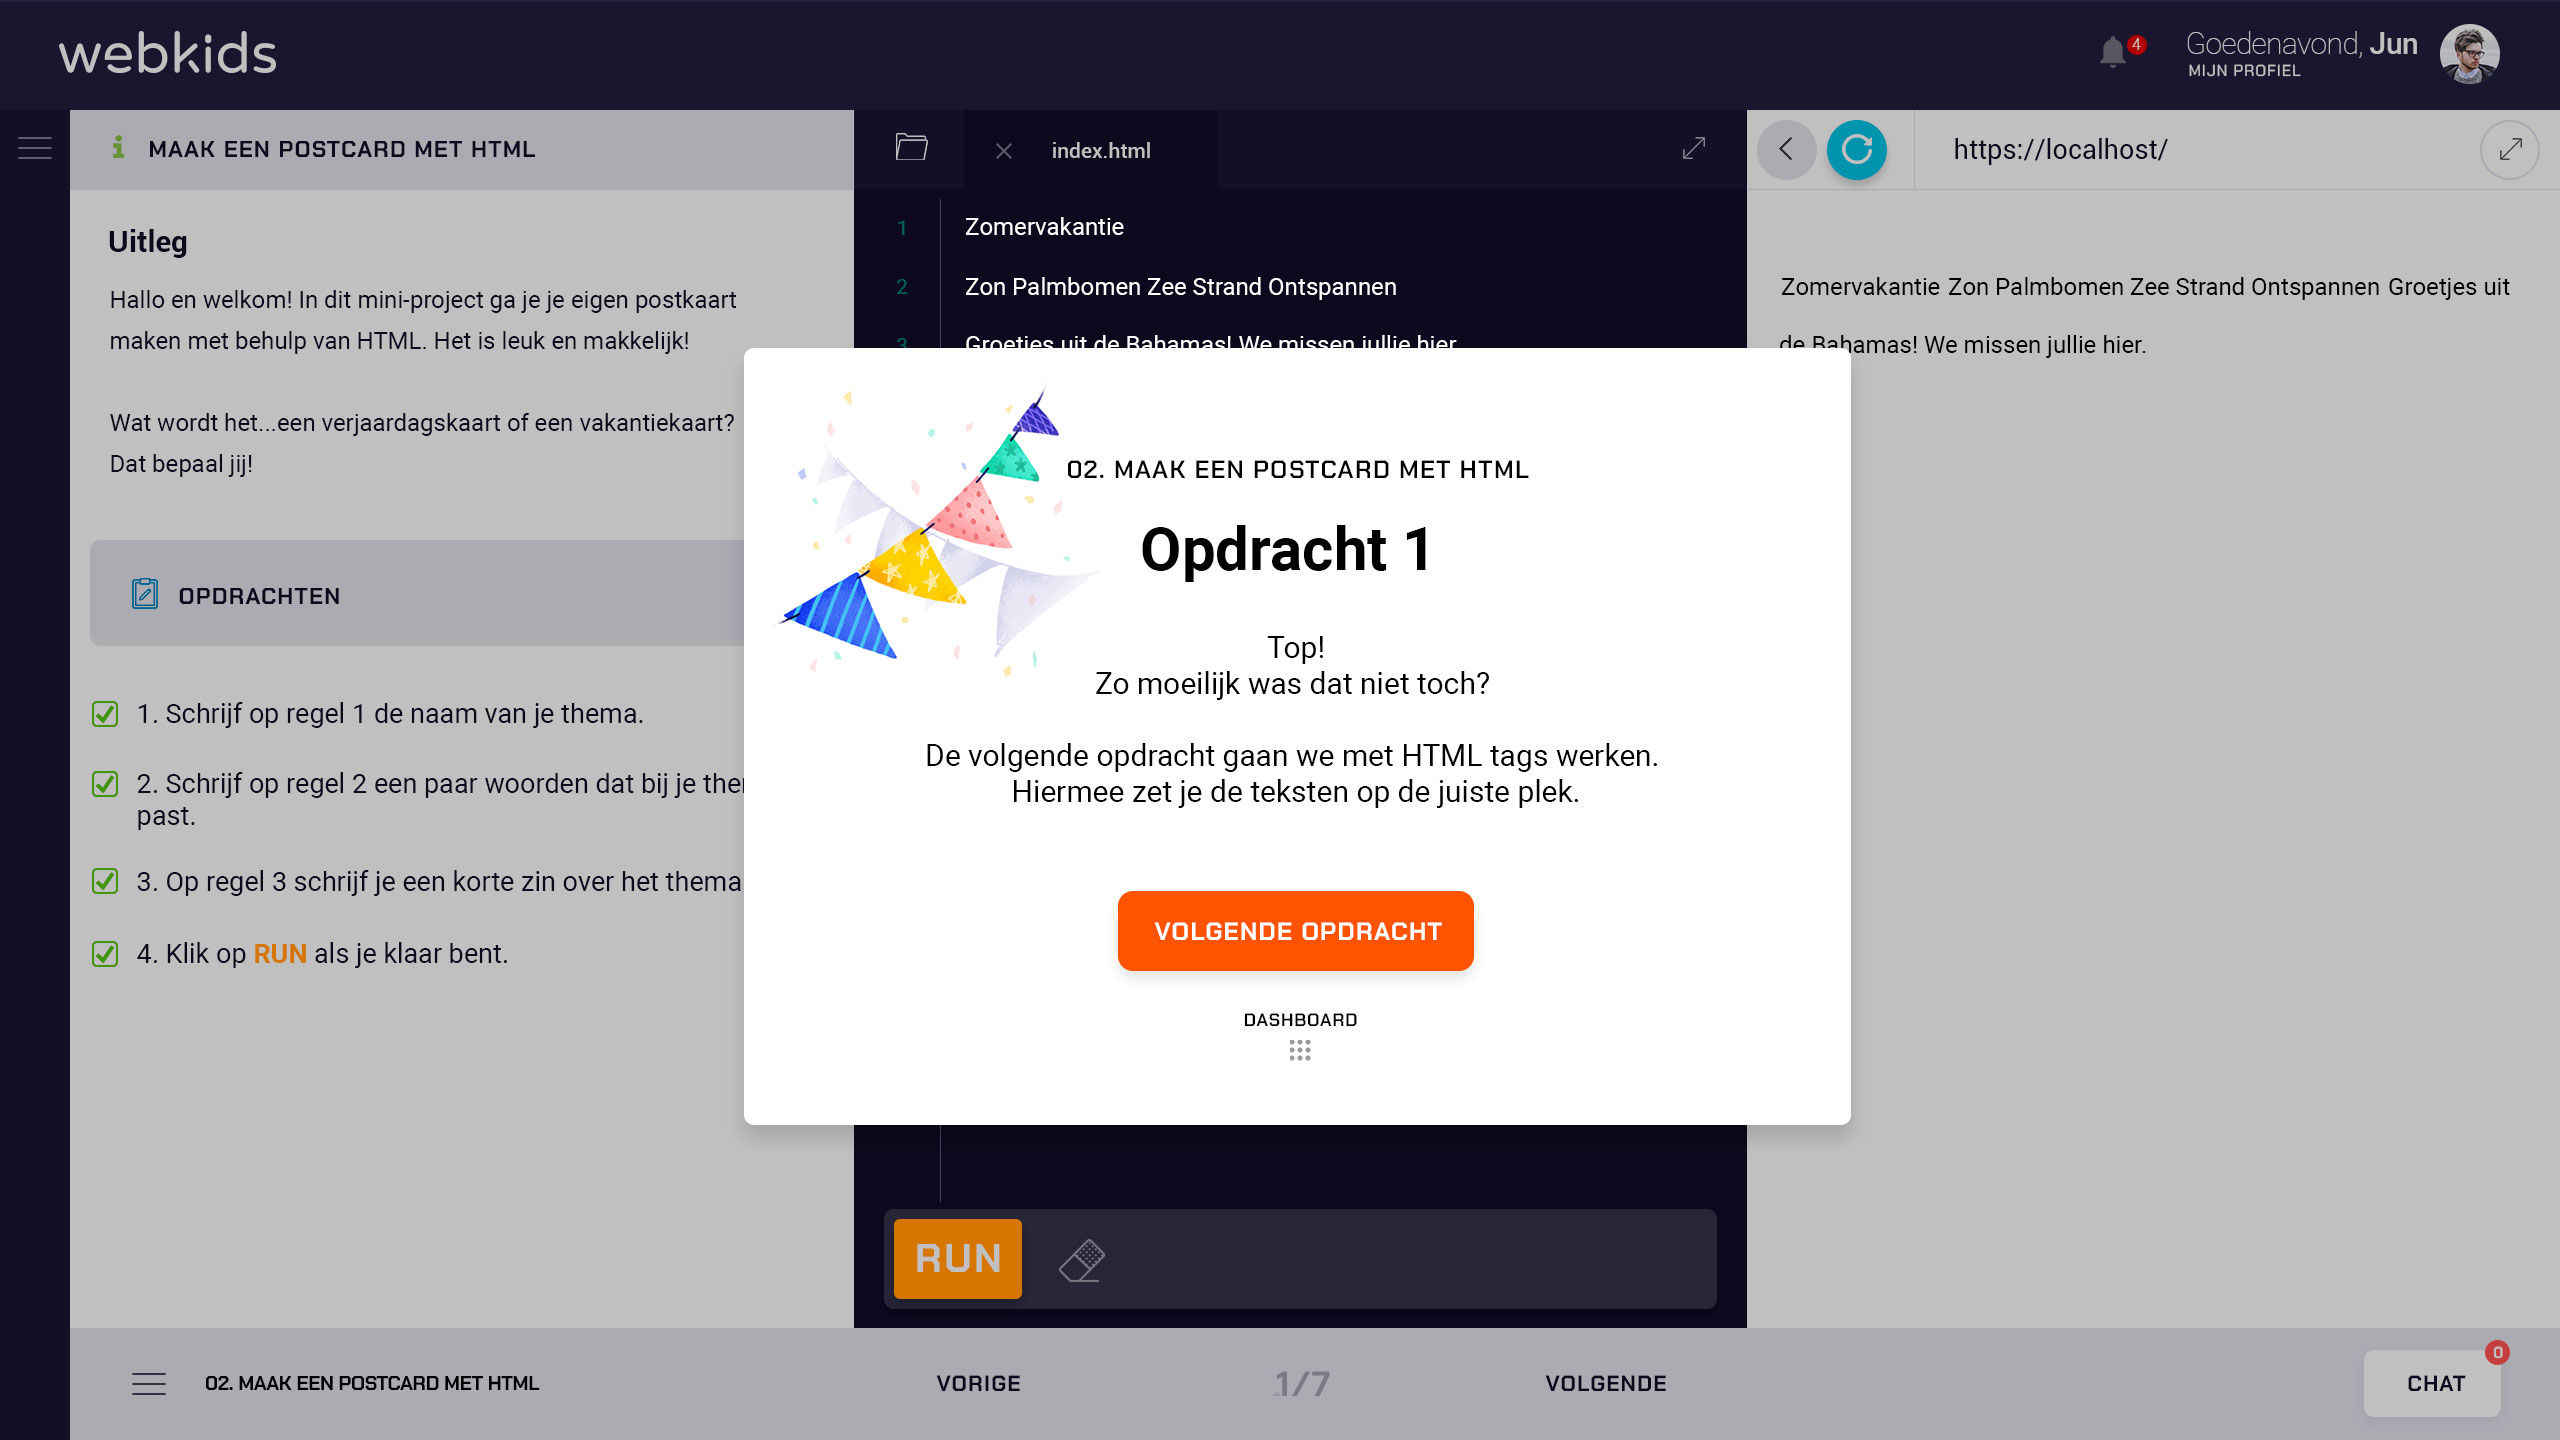 webkids
4
Goedenavond, Jun
MIJN PROFIEL
MAAK EEN POSTCARD MET HTML
Uitleg
Hallo en welkom! In dit mini-project ga je je eigen postkaart
maken met behulp van HTML. Het is leuk en makkelijk!
Wat wordt het...een verjaardagskaart of een vakantiekaart?
Dat bepaal jij!
OPDRACHTEN
1. Schrijf op regel 1 de naam van je thema.
2. Schrijf op regel 2 een paar woorden dat bij je
past.
3. Op regel 3 schrijf je een korte zin over het thema
4. Klik op RUN als je klaar bent.
index.html
1 Zomervakantie
2 Zon Palmbomen Zee Strand Ontspannen
3 Groetjes uit de Bahamas! We missen jullie hier
https://localhost/
Zomervakantie Zon Palmbomen Zee Strand Ontspannen Groetjes uit
de Bahamas! We missen jullie hier.
02. MAAK EEN POSTCARD MET HTML
Opdracht 1
Top!
Zo moeilijk was dat niet toch?
De volgende opdracht gaan we met HTML tags werken.
Hiermee zet je de teksten op de juiste plek.
VOLGENDE OPDRACHT
DASHBOARD
RUN
02. MAAK EEN POSTCARD MET HTML
VORIGE
1/7
VOLGENDE
CHAT
0